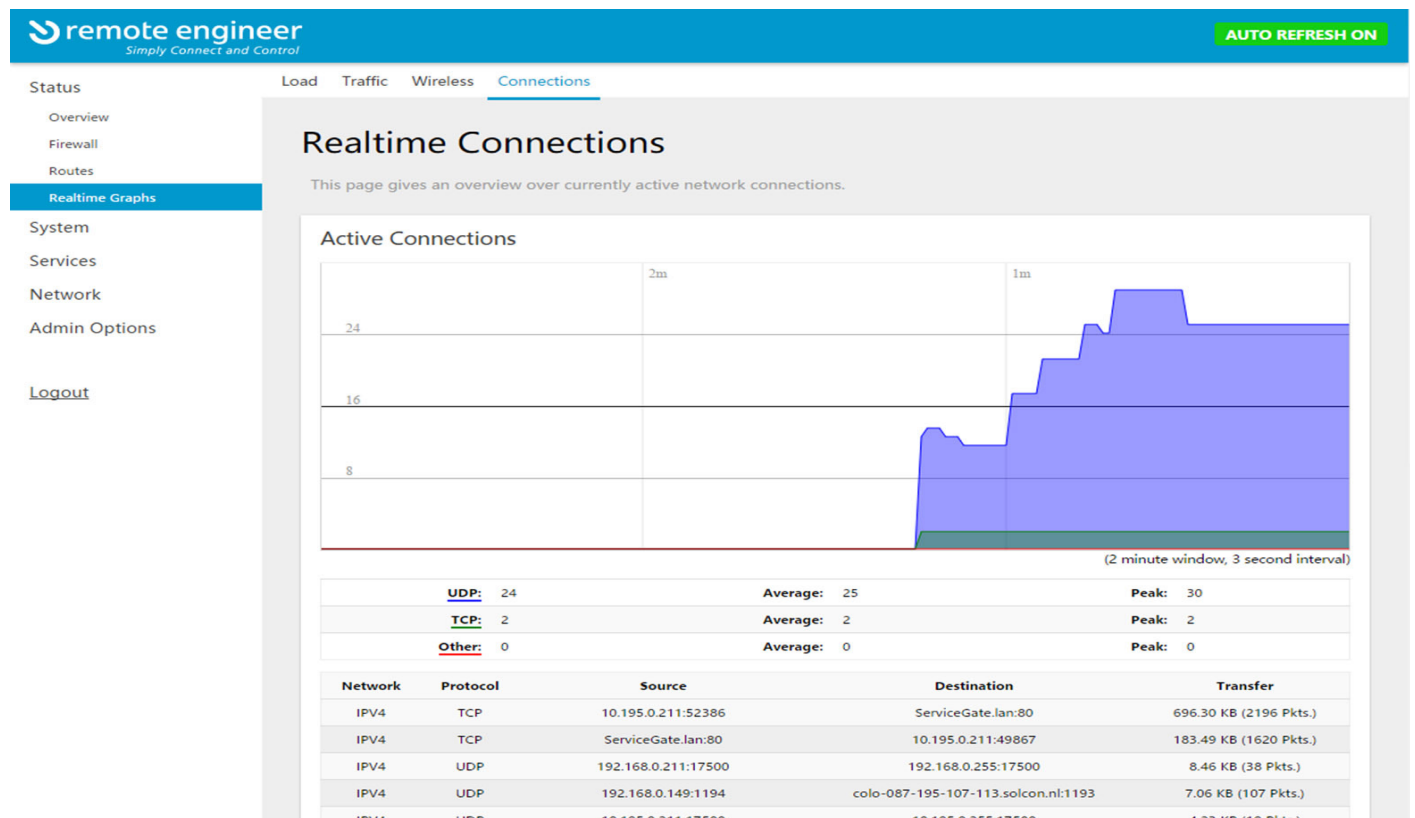 remote engineer
Simply Connect and Control
AUTO REFRESH ON
Status
Overview
Firewall
Routes
Realtime Graphs
System
Services
Network
Admin Options
Logout
Load Traffic Wireless Connections
Realtime Connections
This page gives an overview over currently active network connections.
Active Connections
2m 1m
24
16
8
(2 minute window, 3 second interval)
UDP: 24 Average: 25 Peak: 30
TCP: 2 Average: 2 Peak: 2
Other: 0 Average: 0 Peak: 0
Network Protocol Source Destination Transfer
IPV4 TCP 10.195.0.211:52386 ServiceGate.lan:80 696.30 KB (2196 Pkts.)
IPV4 TCP ServiceGate.lan:80 10.195.0.211:49867 183.49 KB (1620 Pkts.)
IPV4 UDP 192.168.0.211:17500 192.168.0.255:17500 8.46 KB (38 Pkts.)
IPV4 UDP 192.168.0.149:1194 colo-087-195-107-113.solcon.nl:1193 7.06 KB (107 Pkts.)